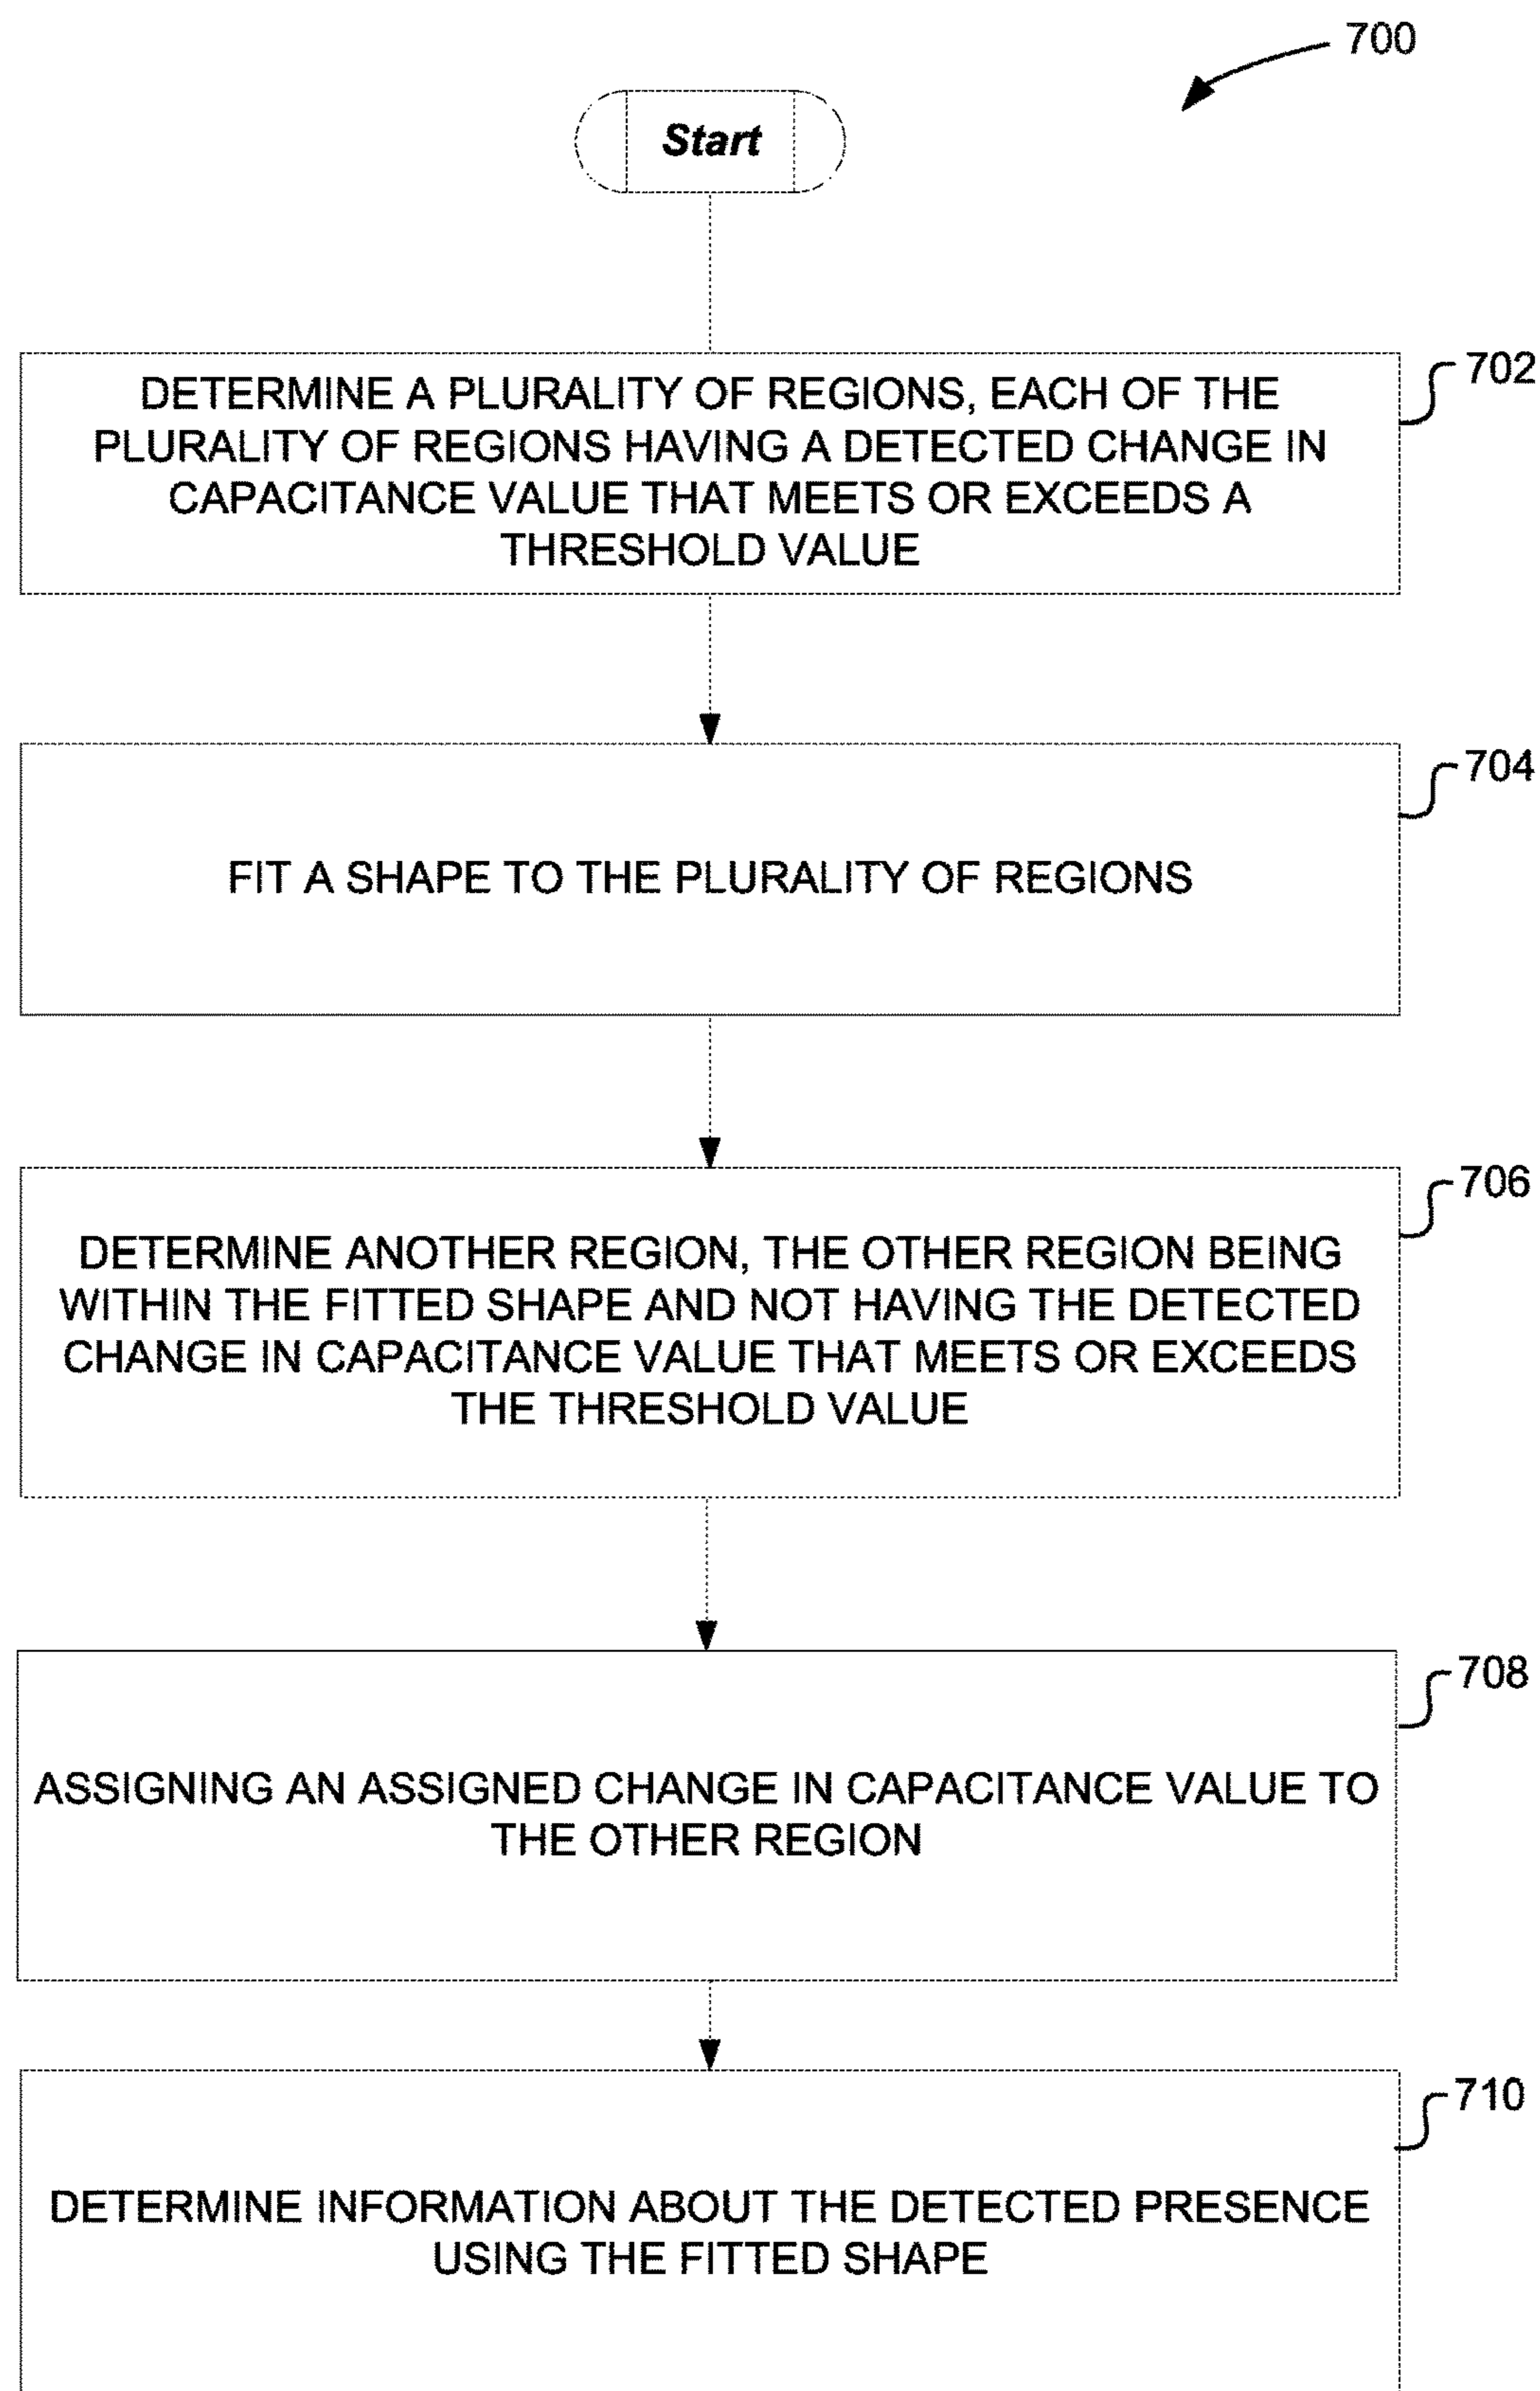 700
Start
702
DETERMINE A PLURALITY OF REGIONS, EACH OF THE
PLURALITY OF REGIONS HAVING A DETECTED CHANGE IN
CAPACITANCE VALUE THAT MEETS OR EXCEEDS A
THRESHOLD VALUE
704
FIT A SHAPE TO THE PLURALITY OF REGIONS
706
DETERMINE ANOTHER REGION, THE OTHER REGION BEING
WITHIN THE FITTED SHAPE AND NOT HAVING THE DETECTED
CHANGE IN CAPACITANCE VALUE THAT MEETS OR EXCEEDS
THE THRESHOLD VALUE
708
ASSIGNING AN ASSIGNED CHANGE IN CAPACITANCE VALUE TO
THE OTHER REGION
710
DETERMINE INFORMATION ABOUT THE DETECTED PRESENCE
USING THE FITTED SHAPE